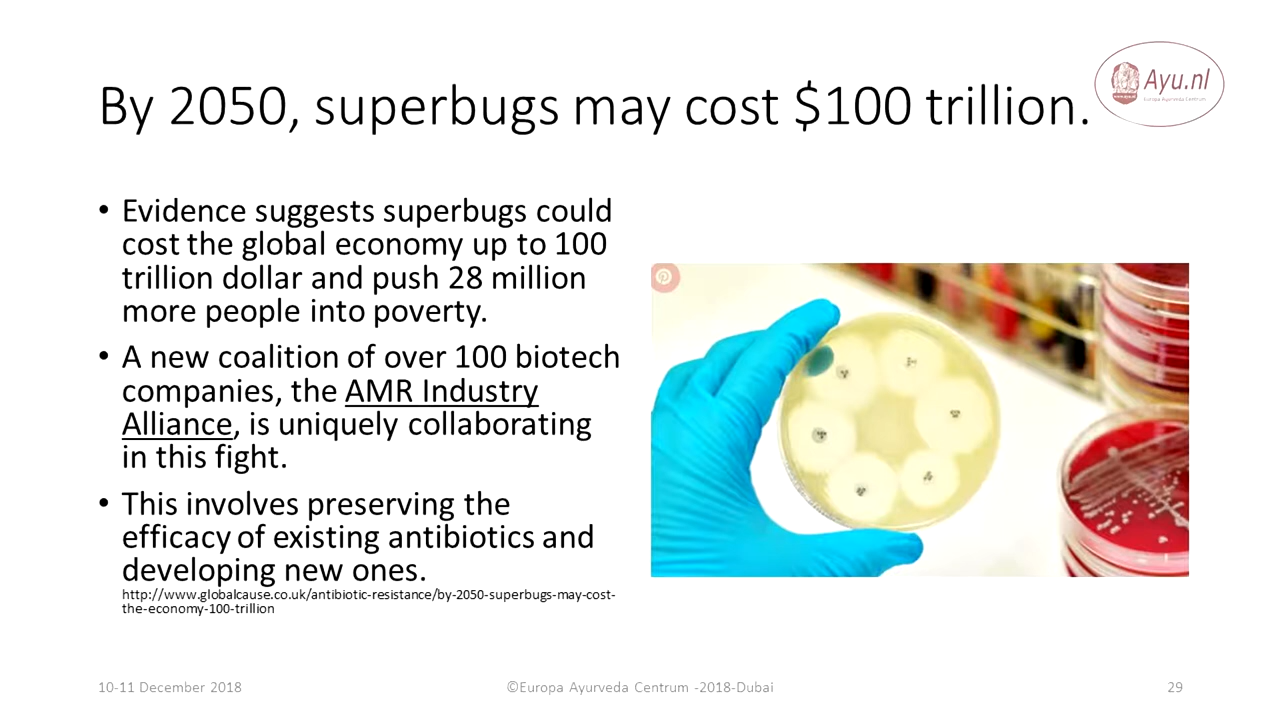 By 2050, superbugs may cost $100 trillion.
Ayu.nl
Europa Ayurveda Centrum
• Evidence suggests superbugs could
cost the global economy up to 100
trillion dollar and push 28 million
more people into poverty.
• A new coalition of over 100 biotech
companies, the AMR Industry
Alliance, is uniquely collaborating
in this fight.
• This involves preserving the
efficacy of existing antibiotics and
developing new ones.
http://www.globalcause.co.uk/antibiotic-resistance/by-2050-superbugs-may-cost-
the-economy-100-trillion
10-11 December 2018
©Europa Ayurveda Centrum -2018-Dubai
29